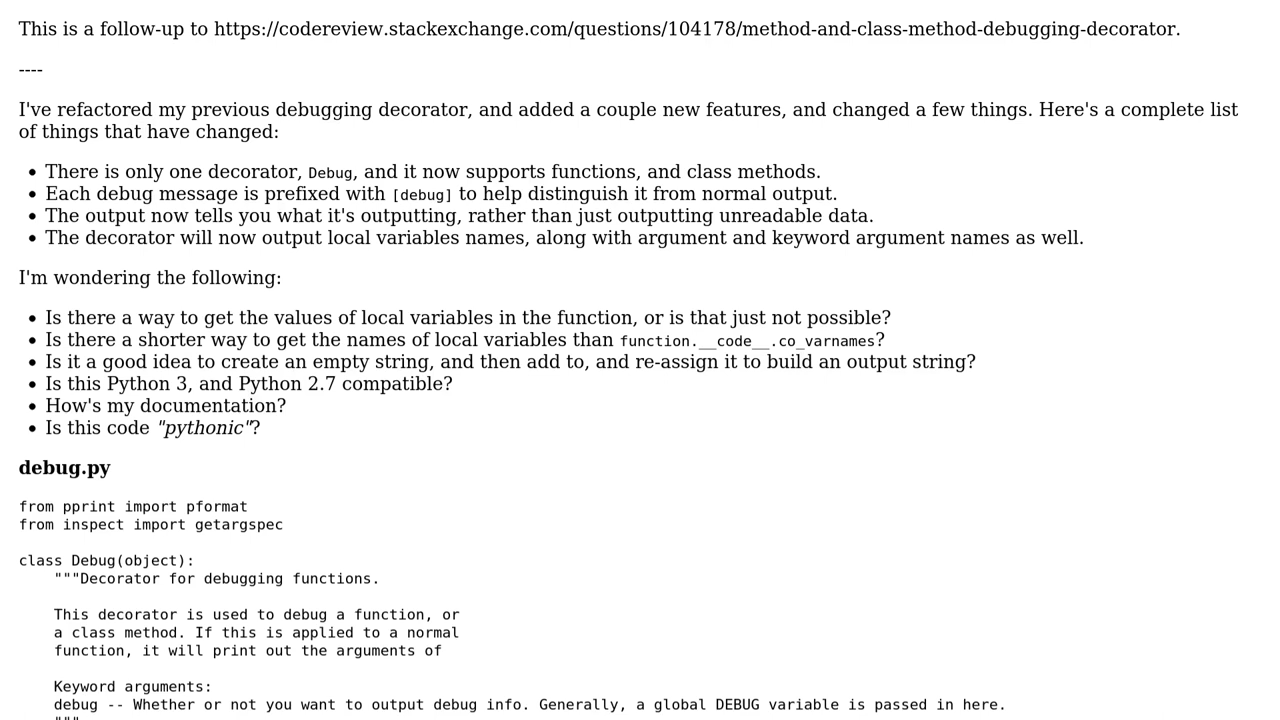 This is a follow-up to https://codereview.stackexchange.com/questions/104178/method-and-class-method-debugging-decorator.
----
I've refactored my previous debugging decorator, and added a couple new features, and changed a few things. Here's a complete list
of things that have changed:
• There is only one decorator, Debug, and it now supports functions, and class methods.
• Each debug message is prefixed with [debug] to help distinguish it from normal output.
• The output now tells you what it's outputting, rather than just outputting unreadable data.
• The decorator will now output local variables names, along with argument and keyword argument names as well.
I'm wondering the following:
• Is there a way to get the values of local variables in the function, or is that just not possible?
• Is there a shorter way to get the names of local variables than function.__code__.co_varnames?
• Is it a good idea to create an empty string, and then add to, and re-assign it to build an output string?
• Is this Python 3, and Python 2.7 compatible?
• How's my documentation?
• Is this code "pythonic"?
debug.py
from pprint import pformat
from inspect import getargspec
class Debug(object):
    """Decorator for debugging functions.
    This decorator is used to debug a function, or
    a class method. If this is applied to a normal
    function, it will print out the arguments of
    Keyword arguments:
    debug -- Whether or not you want to output debug info. Generally, a global DEBUG variable is passed in here.
    """